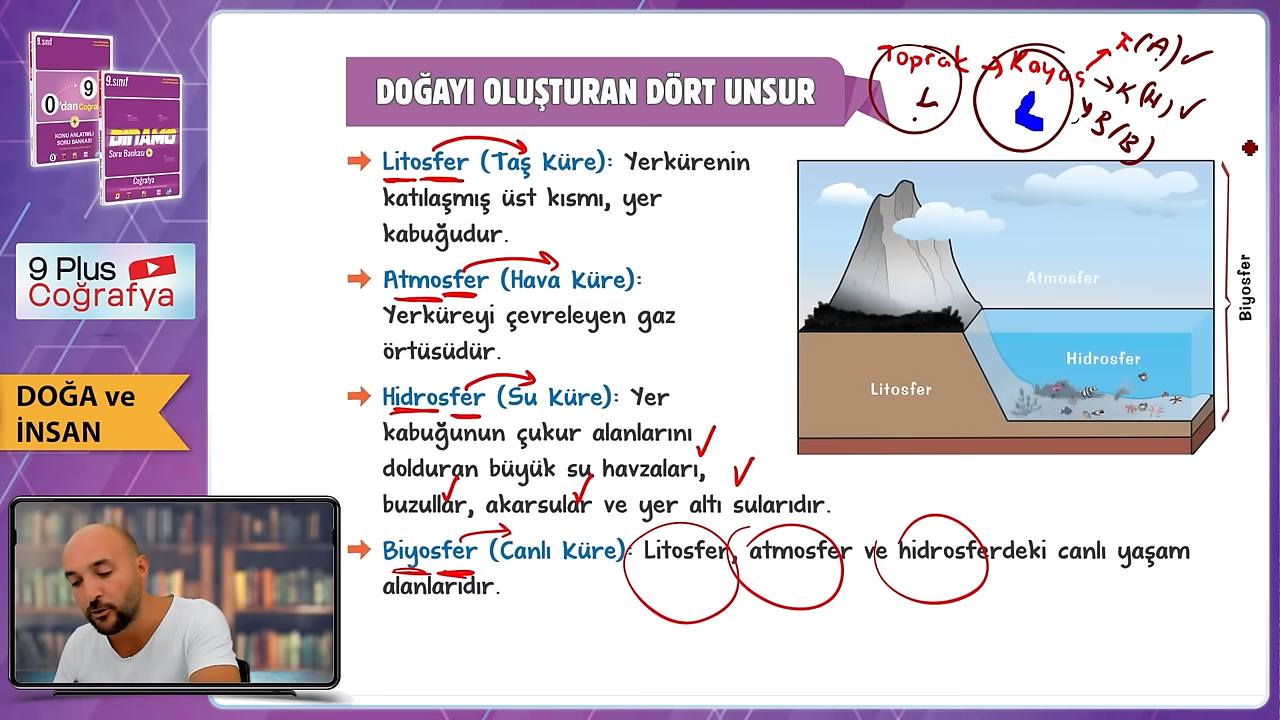 9.sınıf
0'dan
9
KONU ANLATIMLI
SORU BANKASI
9.sınıf
DİNAMO
Soru Bankası
Coğrafya
9 Plus
Coğrafya
DOĞA ve
İNSAN
DOĞAYI OLUŞTURAN DÖRT UNSUR
Toprak → Kayaç
L
L
F(A) ✓
K(H) ✓
B(B)
Litosfer (Taş Küre): Yerkürenin
katılaşmış üst kısmı, yer
kabuğudur.
Atmosfer (Hava Küre):
Yerküreyi çevreleyen gaz
örtüsüdür.
Hidrosfer (Su Küre): Yer
kabuğunun çukur alanlarını
dolduran büyük su havzaları,
buzullar, akarsular ve yer altı sularıdır.
Biyosfer (Canlı Küre): Litosfer, atmosfer ve hidrosferdeki canlı yaşam
alanlarıdır.
Atmosfer
Hidrosfer
Litosfer
Biyosfer